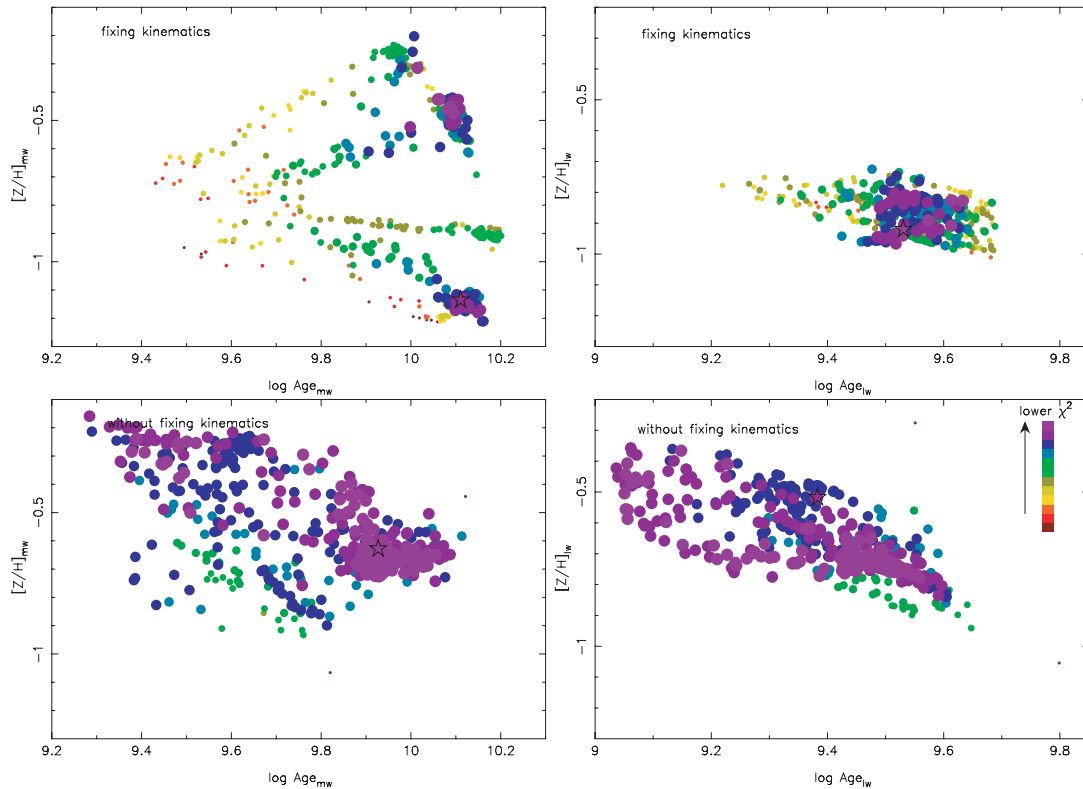 fixing kinematics
[Z/H]mw
−0.5
−1
9.2 9.4 9.6 9.8 10 10.2
log Agemw
fixing kinematics
[Z/H]lw
−0.5
−1
9 9.2 9.4 9.6 9.8
log Agelw
without fixing kinematics
[Z/H]mw
−0.5
−1
9.2 9.4 9.6 9.8 10 10.2
log Agemw
lower χ²
without fixing kinematics
[Z/H]lw
−0.5
−1
9 9.2 9.4 9.6 9.8
log Agelw